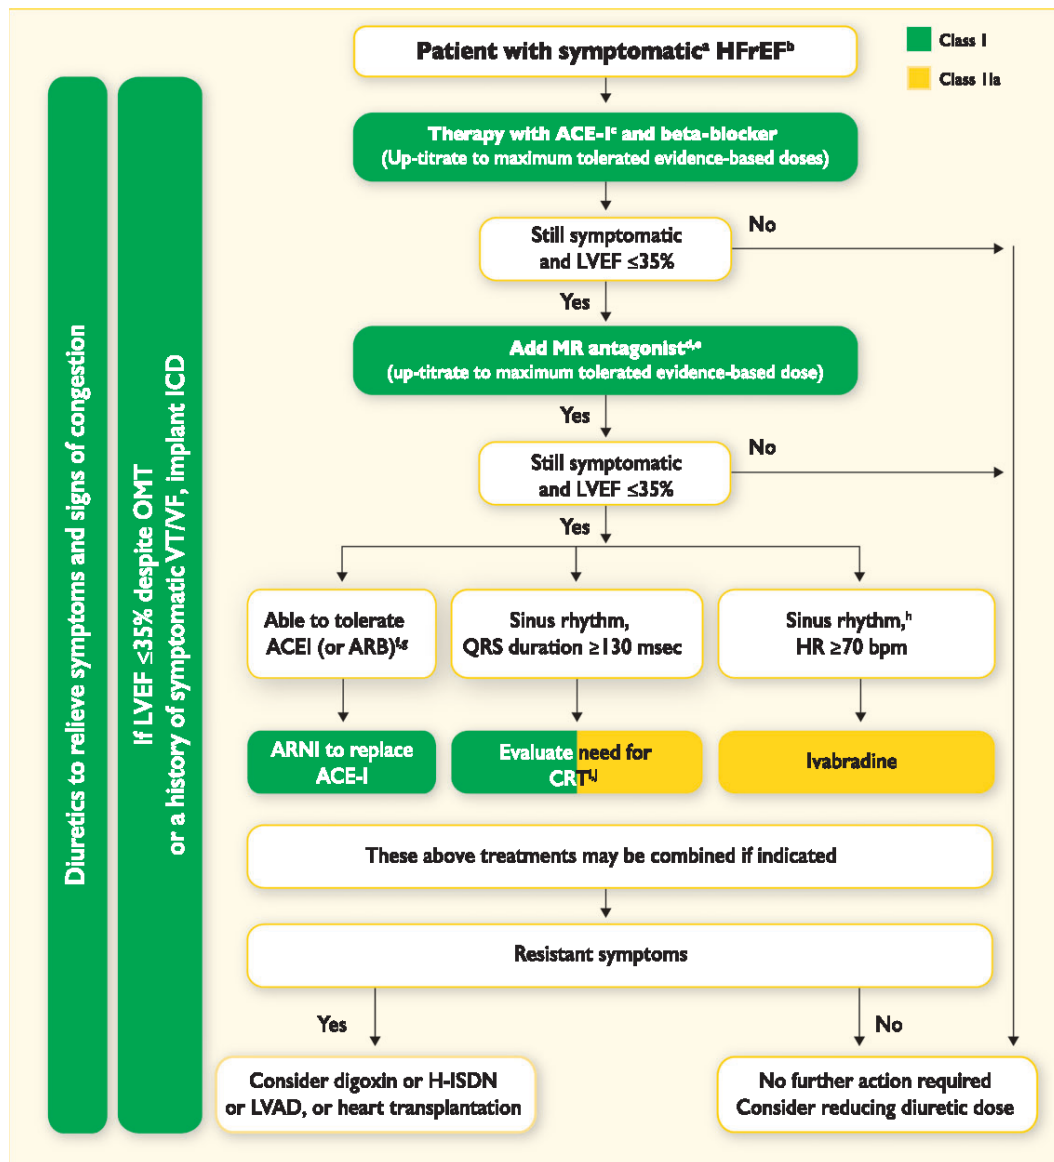 Patient with symptomaticᵃ HFrEFᵇ
Class I
Class IIa
Diuretics to relieve symptoms and signs of congestion
If LVEF ≤35% despite OMT
or a history of symptomatic VT/VF, implant ICD
Therapy with ACE-Iᶜ and beta-blocker
(Up-titrate to maximum tolerated evidence-based doses)
Still symptomatic
and LVEF ≤35%
No
Yes
Add MR antagonistᵈ,ᵉ
(up-titrate to maximum tolerated evidence-based dose)
Yes
Still symptomatic
and LVEF ≤35%
No
Yes
Able to tolerate
ACEI (or ARB)ᶠ,ᵍ
Sinus rhythm,
QRS duration ≥130 msec
Sinus rhythm,ʰ
HR ≥70 bpm
ARNI to replace
ACE-I
Evaluate need for
CRTⁱ,ʲ
Ivabradine
These above treatments may be combined if indicated
Resistant symptoms
Yes
No
Consider digoxin or H-ISDN
or LVAD, or heart transplantation
No further action required
Consider reducing diuretic dose